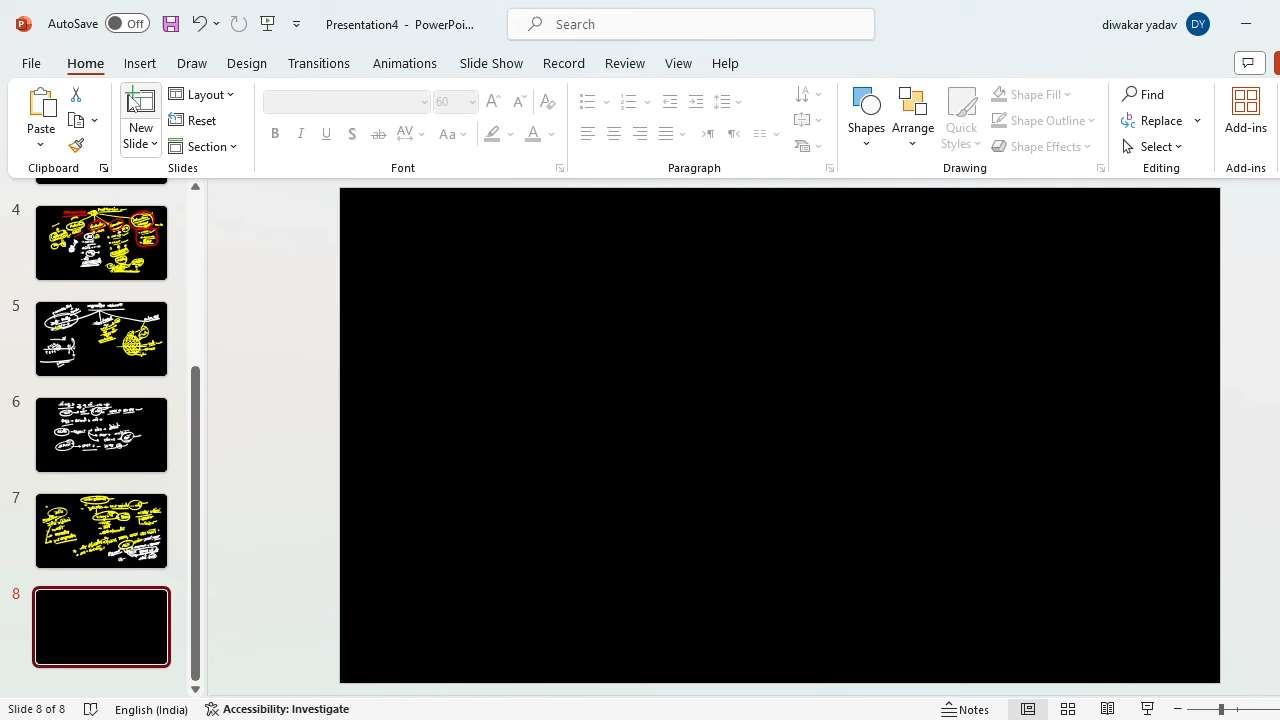 AutoSave Off Presentation4 - PowerPoi... Search diwakar yadav DY
File Home Insert Draw Design Transitions Animations Slide Show Record Review View Help
Paste
Clipboard
New Slide
Layout
Reset
Section
Slides
60
B I U S ab AV Aa A
Font
Paragraph
Shapes Arrange Quick Styles
Shape Fill
Shape Outline
Shape Effects
Drawing
Find
Replace
Select
Editing
Add-ins
Add-ins
4
5
6
7
8
Slide 8 of 8 English (India) Accessibility: Investigate Notes